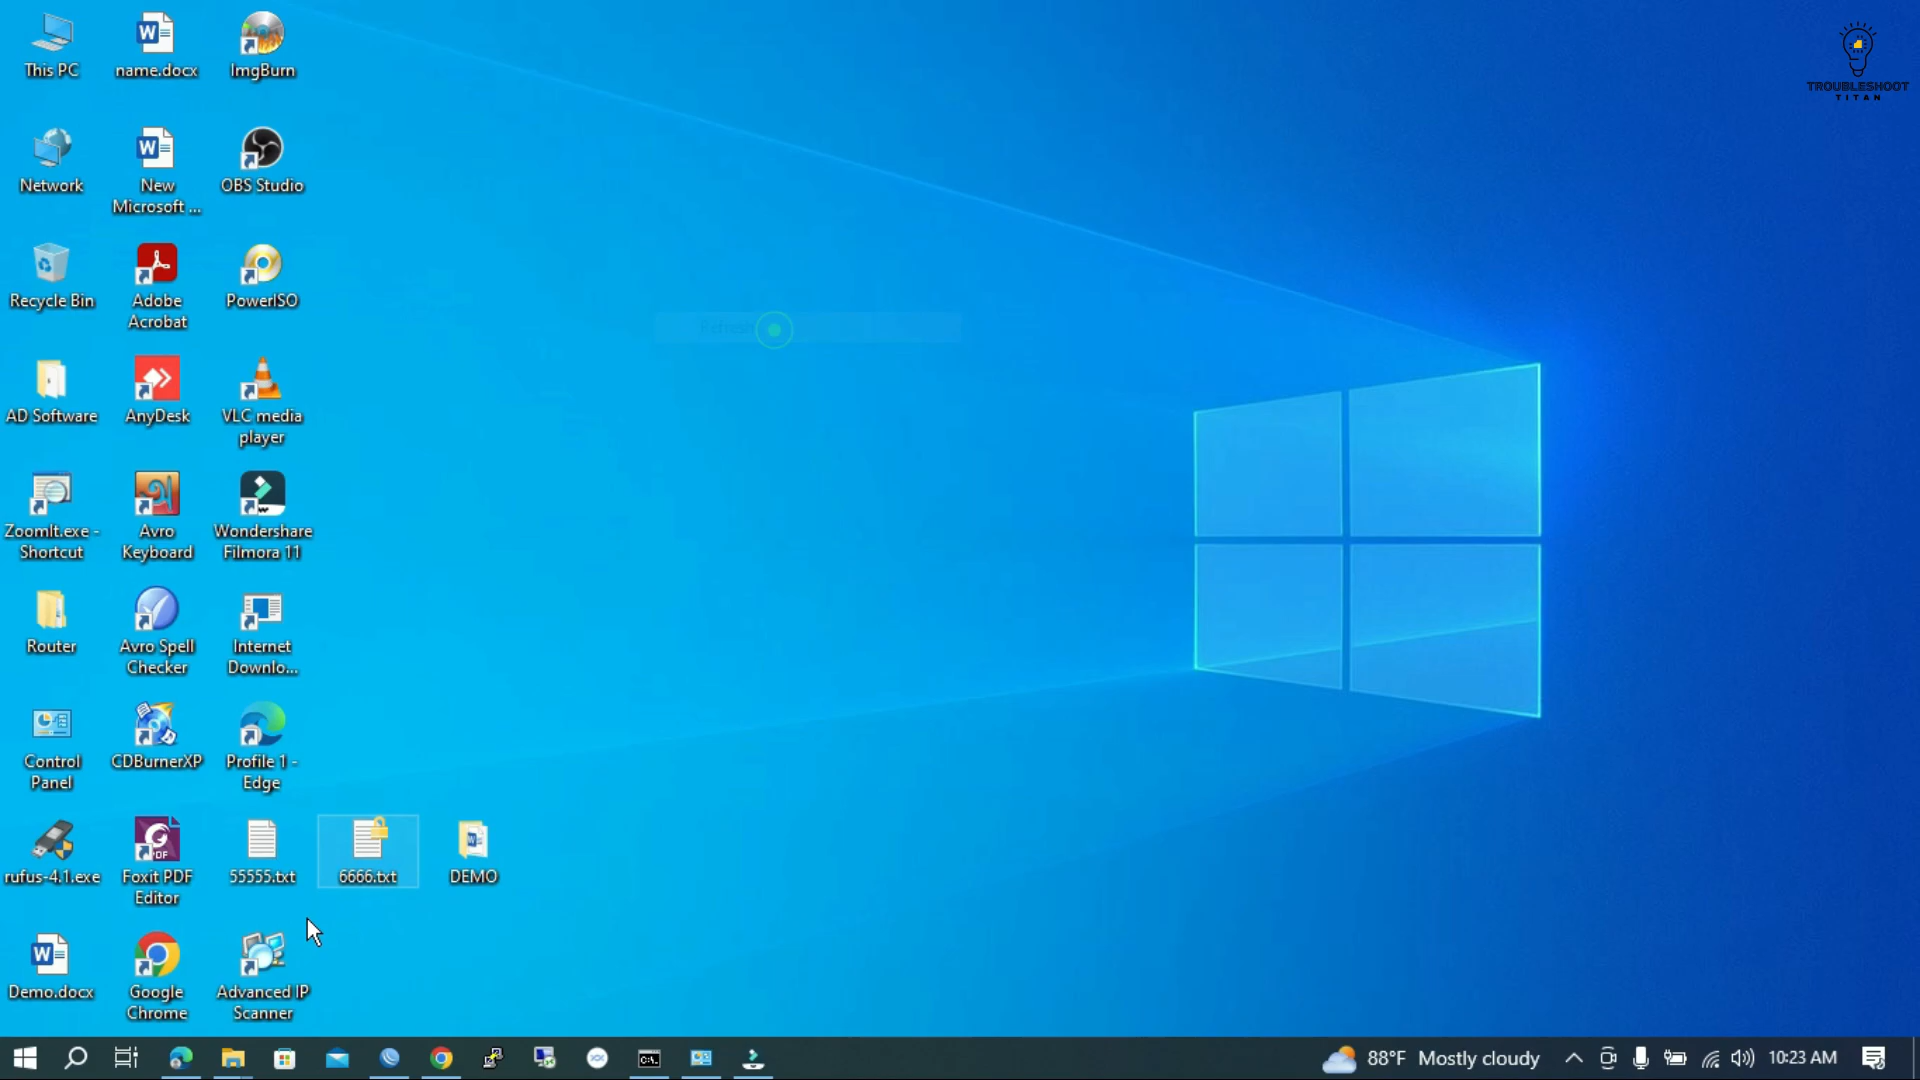 This PC
name.docx
ImgBurn
TROUBLESHOOT
TITAN
Network
New
Microsoft ...
OBS Studio
Recycle Bin
Adobe
Acrobat
PowerISO
Refresh
AD Software
AnyDesk
VLC media
player
ZoomIt.exe -
Shortcut
Avro
Keyboard
Wondershare
Filmora 11
Router
Avro Spell
Checker
Internet
Downlo...
Control
Panel
CDBurnerXP
Profile 1 -
Edge
rufus-4.1.exe
Foxit PDF
Editor
55555.txt
6666.txt
DEMO
Demo.docx
Google
Chrome
Advanced IP
Scanner
88°F Mostly cloudy
10:23 AM